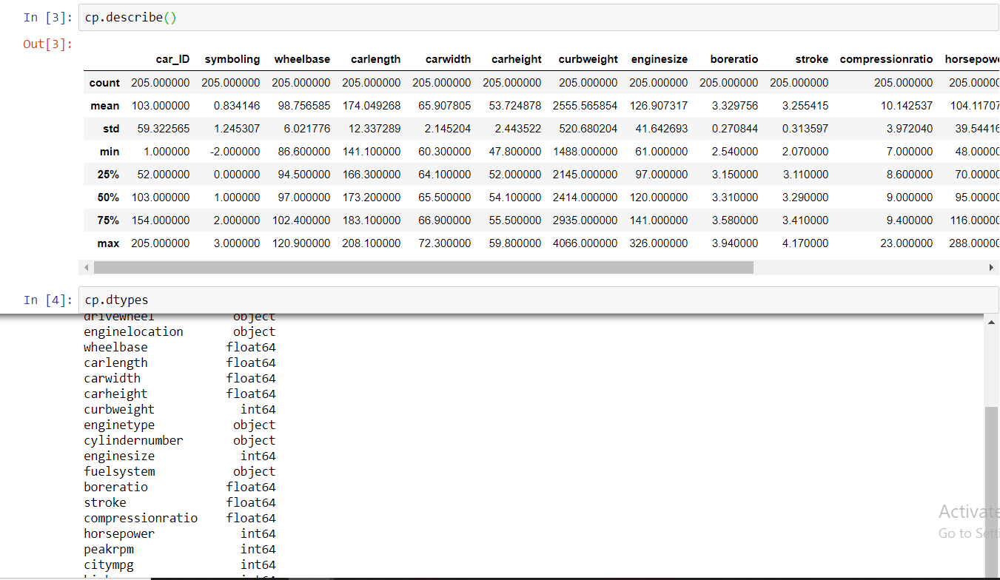 In [3]: cp.describe()
Out[3]:
car_ID symboling wheelbase carlength carwidth carheight curbweight enginesize boreratio stroke compressionratio horsepowe
count 205.000000 205.000000 205.000000 205.000000 205.000000 205.000000 205.000000 205.000000 205.000000 205.000000 205.000000 205.00000
mean 103.000000 0.834146 98.756585 174.049268 65.907805 53.724878 2555.565854 126.907317 3.329756 3.255415 10.142537 104.11707
std 59.322565 1.245307 6.021776 12.337289 2.145204 2.443522 520.680204 41.642693 0.270844 0.313597 3.972040 39.54416
min 1.000000 -2.000000 86.600000 141.100000 60.300000 47.800000 1488.000000 61.000000 2.540000 2.070000 7.000000 48.00000
25% 52.000000 0.000000 94.500000 166.300000 64.100000 52.000000 2145.000000 97.000000 3.150000 3.110000 8.600000 70.00000
50% 103.000000 1.000000 97.000000 173.200000 65.500000 54.100000 2414.000000 120.000000 3.310000 3.290000 9.000000 95.00000
75% 154.000000 2.000000 102.400000 183.100000 66.900000 55.500000 2935.000000 141.000000 3.580000 3.410000 9.400000 116.00000
max 205.000000 3.000000 120.900000 208.100000 72.300000 59.800000 4066.000000 326.000000 3.940000 4.170000 23.000000 288.00000
In [4]: cp.dtypes
drivewheel object
enginelocation object
wheelbase float64
carlength float64
carwidth float64
carheight float64
curbweight int64
enginetype object
cylindernumber object
enginesize int64
fuelsystem object
boreratio float64
stroke float64
compressionratio float64
horsepower int64
peakrpm int64
citympg int64
int64
Activate
Go to Setti